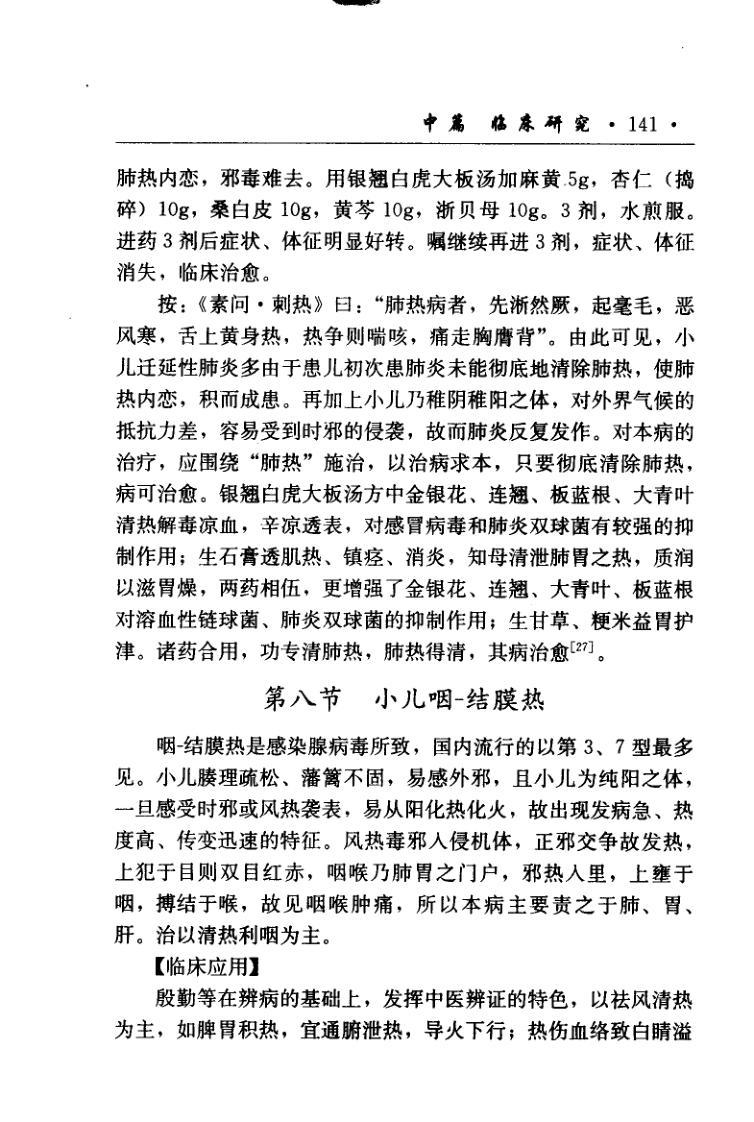 中篇 临床研究 · 141 ·
肺热内恋，邪毒难去。用银翘白虎大板汤加麻黄 5g，杏仁（捣
碎）10g，桑白皮 10g，黄芩 10g，浙贝母 10g。3 剂，水煎服。
进药 3 剂后症状、体征明显好转。嘱继续再进 3 剂，症状、体征
消失，临床治愈。
按：《素问·刺热》曰：“肺热病者，先淅然厥，起毫毛，恶
风寒，舌上黄身热，热争则喘咳，痛走胸膺背”。由此可见，小
儿迁延性肺炎多由于患儿初次患肺炎未能彻底地清除肺热，使肺
热内恋，积而成患。再加上小儿乃稚阴稚阳之体，对外界气候的
抵抗力差，容易受到时邪的侵袭，故而肺炎反复发作。对本病的
治疗，应围绕“肺热”施治，以治病求本，只要彻底清除肺热，
病可治愈。银翘白虎大板汤方中金银花、连翘、板蓝根、大青叶
清热解毒凉血，辛凉透表，对感冒病毒和肺炎双球菌有较强的抑
制作用；生石膏透肌热、镇痉、消炎，知母清泄肺胃之热，质润
以滋胃燥，两药相伍，更增强了金银花、连翘、大青叶、板蓝根
对溶血性链球菌、肺炎双球菌的抑制作用；生甘草、粳米益胃护
津。诸药合用，功专清肺热，肺热得清，其病治愈[27]。
第八节 小儿咽-结膜热
咽-结膜热是感染腺病毒所致，国内流行的以第 3、7 型最多
见。小儿腠理疏松、藩篱不固，易感外邪，且小儿为纯阳之体，
一旦感受时邪或风热袭表，易从阳化热化火，故出现发病急、热
度高、传变迅速的特征。风热毒邪人侵机体，正邪交争故发热，
上犯于目则双目红赤，咽喉乃肺胃之门户，邪热人里，上壅于
咽，搏结于喉，故见咽喉肿痛，所以本病主要责之于肺、胃、
肝。治以清热利咽为主。
【临床应用】
殷勤等在辨病的基础上，发挥中医辨证的特色，以祛风清热
为主，如脾胃积热，宜通腑泄热，导火下行；热伤血络致白睛溢